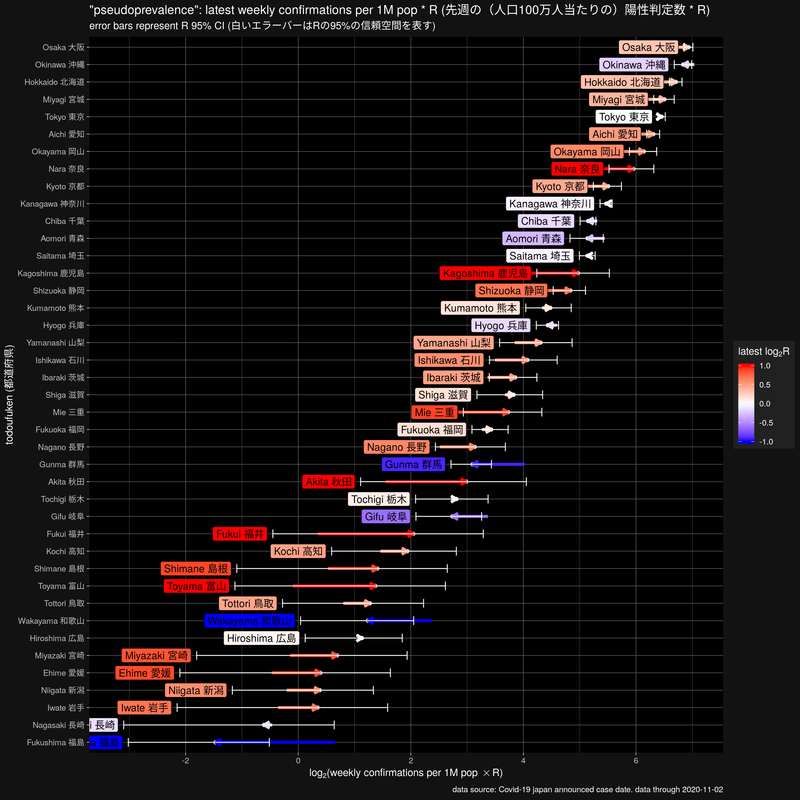 "pseudoprevalence": latest weekly confirmations per 1M pop * R (先週の（人口100万人当たりの）陽性判定数 * R)
error bars represent R 95% CI (白いエラーバーはRの95%の信頼空間を表す)
todoufuken (都道府県)
Osaka 大阪 Osaka 大阪
Okinawa 沖縄 Okinawa 沖縄
Hokkaido 北海道 Hokkaido 北海道
Miyagi 宮城 Miyagi 宮城
Tokyo 東京 Tokyo 東京
Aichi 愛知 Aichi 愛知
Okayama 岡山 Okayama 岡山
Nara 奈良 Nara 奈良
Kyoto 京都 Kyoto 京都
Kanagawa 神奈川 Kanagawa 神奈川
Chiba 千葉 Chiba 千葉
Aomori 青森 Aomori 青森
Saitama 埼玉 Saitama 埼玉
Kagoshima 鹿児島 Kagoshima 鹿児島
Shizuoka 静岡 Shizuoka 静岡
Kumamoto 熊本 Kumamoto 熊本
Hyogo 兵庫 Hyogo 兵庫
Yamanashi 山梨 Yamanashi 山梨
Ishikawa 石川 Ishikawa 石川
Ibaraki 茨城 Ibaraki 茨城
Shiga 滋賀 Shiga 滋賀
Mie 三重 Mie 三重
Fukuoka 福岡 Fukuoka 福岡
Nagano 長野 Nagano 長野
Gunma 群馬 Gunma 群馬
Akita 秋田 Akita 秋田
Tochigi 栃木 Tochigi 栃木
Gifu 岐阜 Gifu 岐阜
Fukui 福井 Fukui 福井
Kochi 高知 Kochi 高知
Shimane 島根 Shimane 島根
Toyama 富山 Toyama 富山
Tottori 鳥取 Tottori 鳥取
Wakayama 和歌山 Wakayama 和歌山
Hiroshima 広島 Hiroshima 広島
Miyazaki 宮崎 Miyazaki 宮崎
Ehime 愛媛 Ehime 愛媛
Niigata 新潟 Niigata 新潟
Iwate 岩手 Iwate 岩手
Nagasaki 長崎 i 長崎
Fukushima 福島 福島
-2 0 2 4 6
log2(weekly confirmations per 1M pop × R)
latest log2R
1.0
0.5
0.0
-0.5
-1.0
data source: Covid-19 japan announced case date. data through 2020-11-02